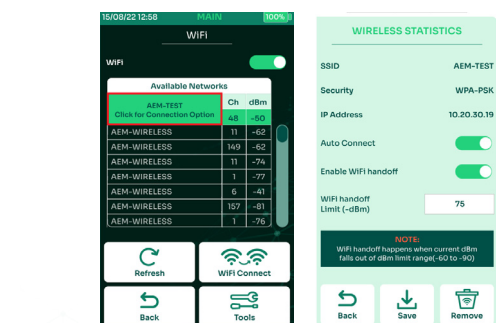 15/08/22 12:58 MAIN 100%
WiFi
WiFi
Available Networks
AEM-TEST
Click for Connection Option
Ch dBm
48 -50
AEM-WIRELESS 11 -62
AEM-WIRELESS 149 -62
AEM-WIRELESS 11 -74
AEM-WIRELESS 1 -77
AEM-WIRELESS 6 -41
AEM-WIRELESS 157 -81
AEM-WIRELESS 1 -76
Refresh WiFi Connect
Back Tools
WIRELESS STATISTICS
SSID AEM-TEST
Security WPA-PSK
IP Address 10.20.30.19
Auto Connect
Enable WiFi handoff
WIFI handoff
Limit (-dBm) 75
NOTE:
WiFi handoff happens when current dBm
falls out of dBm limit range(-60 to -90)
Back Save Remove